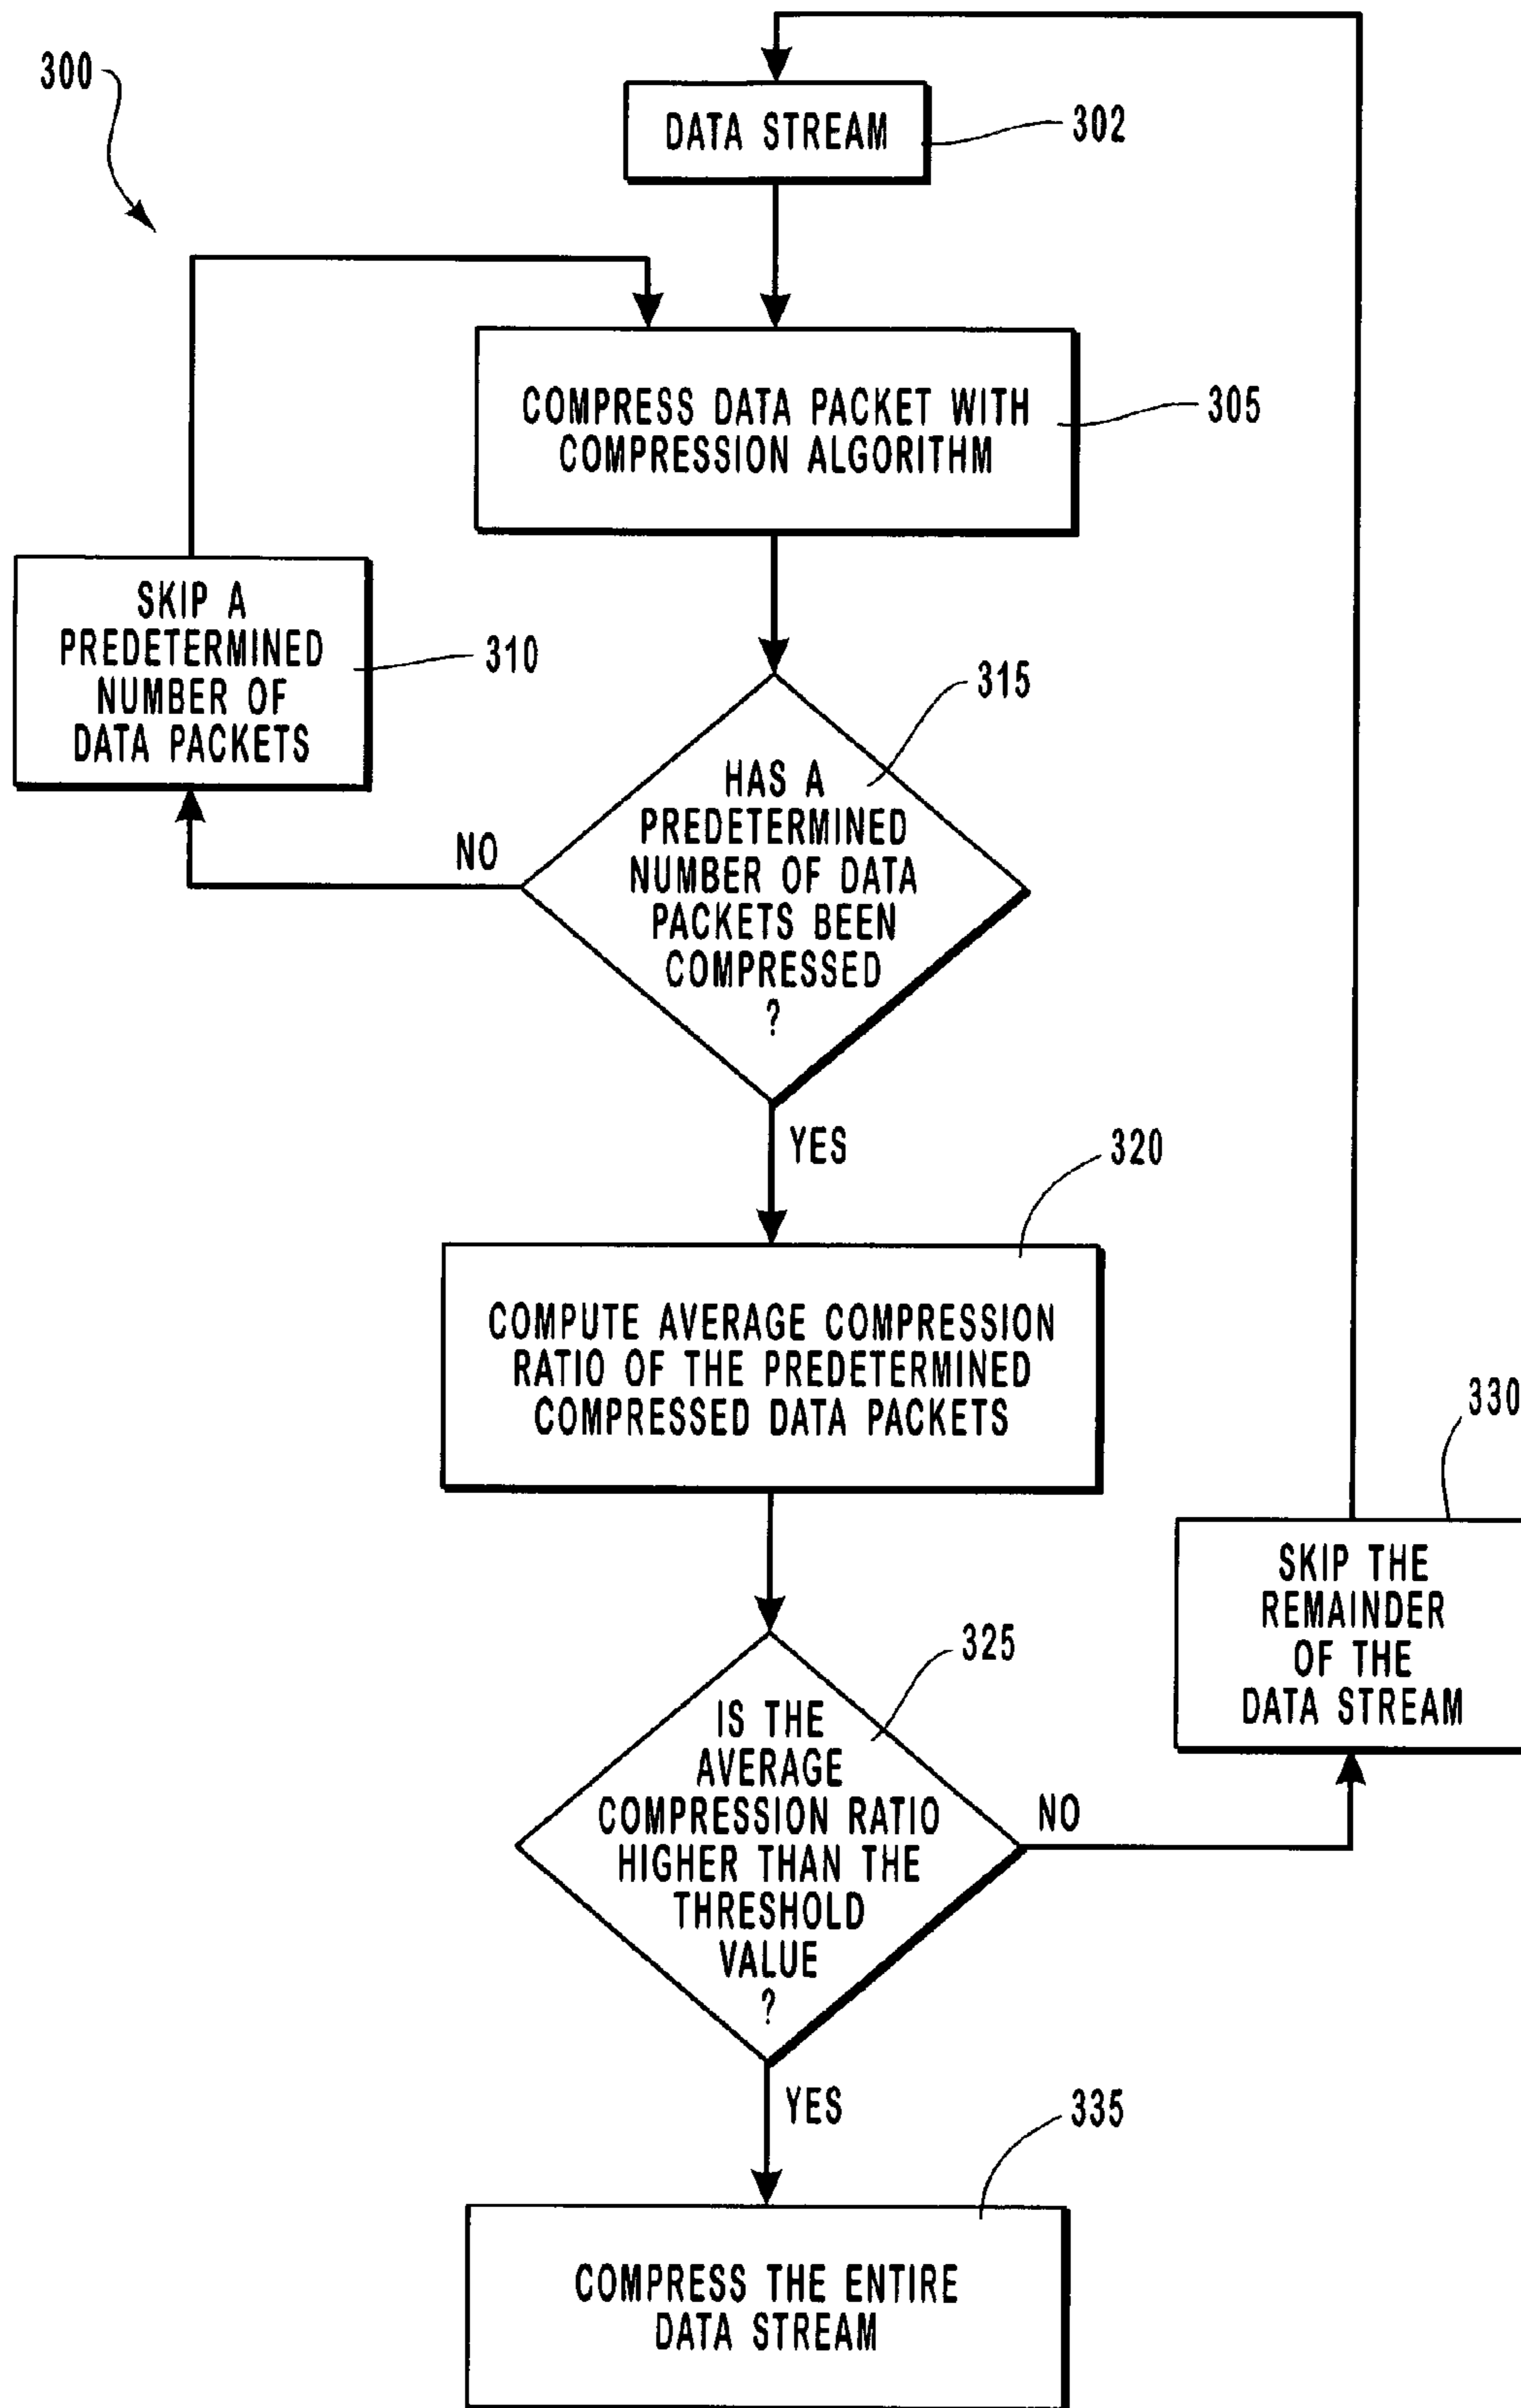 300
DATA STREAM
302
COMPRESS DATA PACKET WITH
COMPRESSION ALGORITHM
305
SKIP A
PREDETERMINED
NUMBER OF
DATA PACKETS
310
315
HAS A
PREDETERMINED
NUMBER OF DATA
PACKETS BEEN
COMPRESSED
?
NO
YES
320
COMPUTE AVERAGE COMPRESSION
RATIO OF THE PREDETERMINED
COMPRESSED DATA PACKETS
330
SKIP THE
REMAINDER
OF THE
DATA STREAM
325
IS THE
AVERAGE
COMPRESSION RATIO
HIGHER THAN THE
THRESHOLD
VALUE
?
NO
YES
335
COMPRESS THE ENTIRE
DATA STREAM